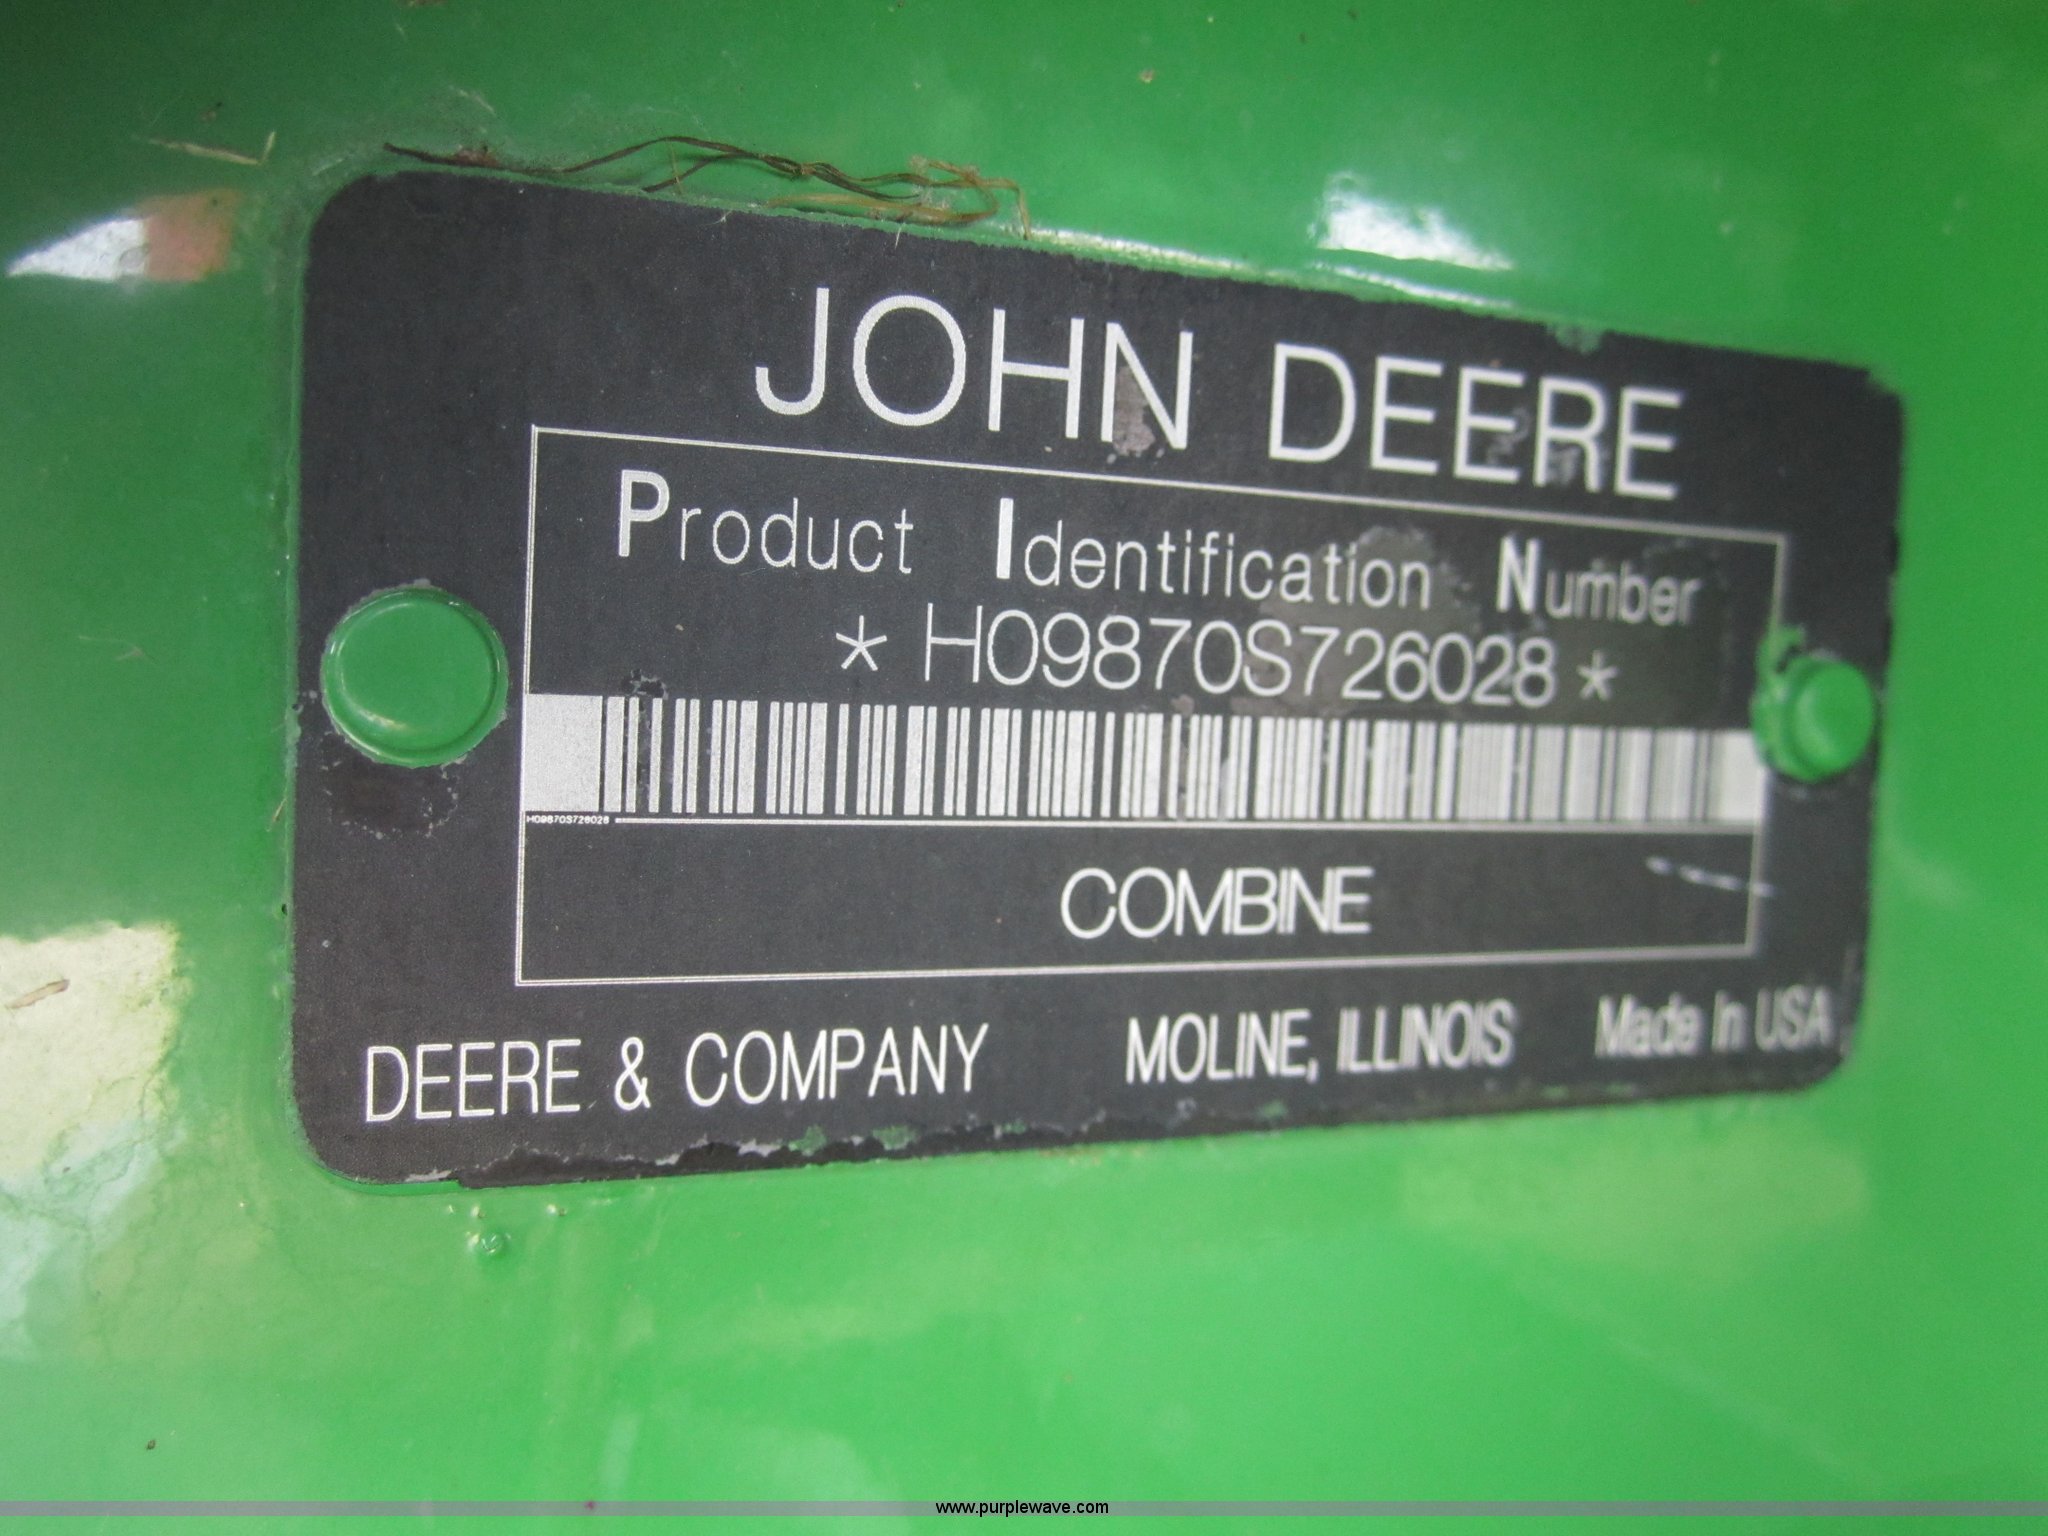 JOHN DEERE
Product Identification Number
*H09870S726028*
H09870S726028
COMBINE
DEERE & COMPANY MOLINE, ILLINOIS Made In USA
www.purplewave.com